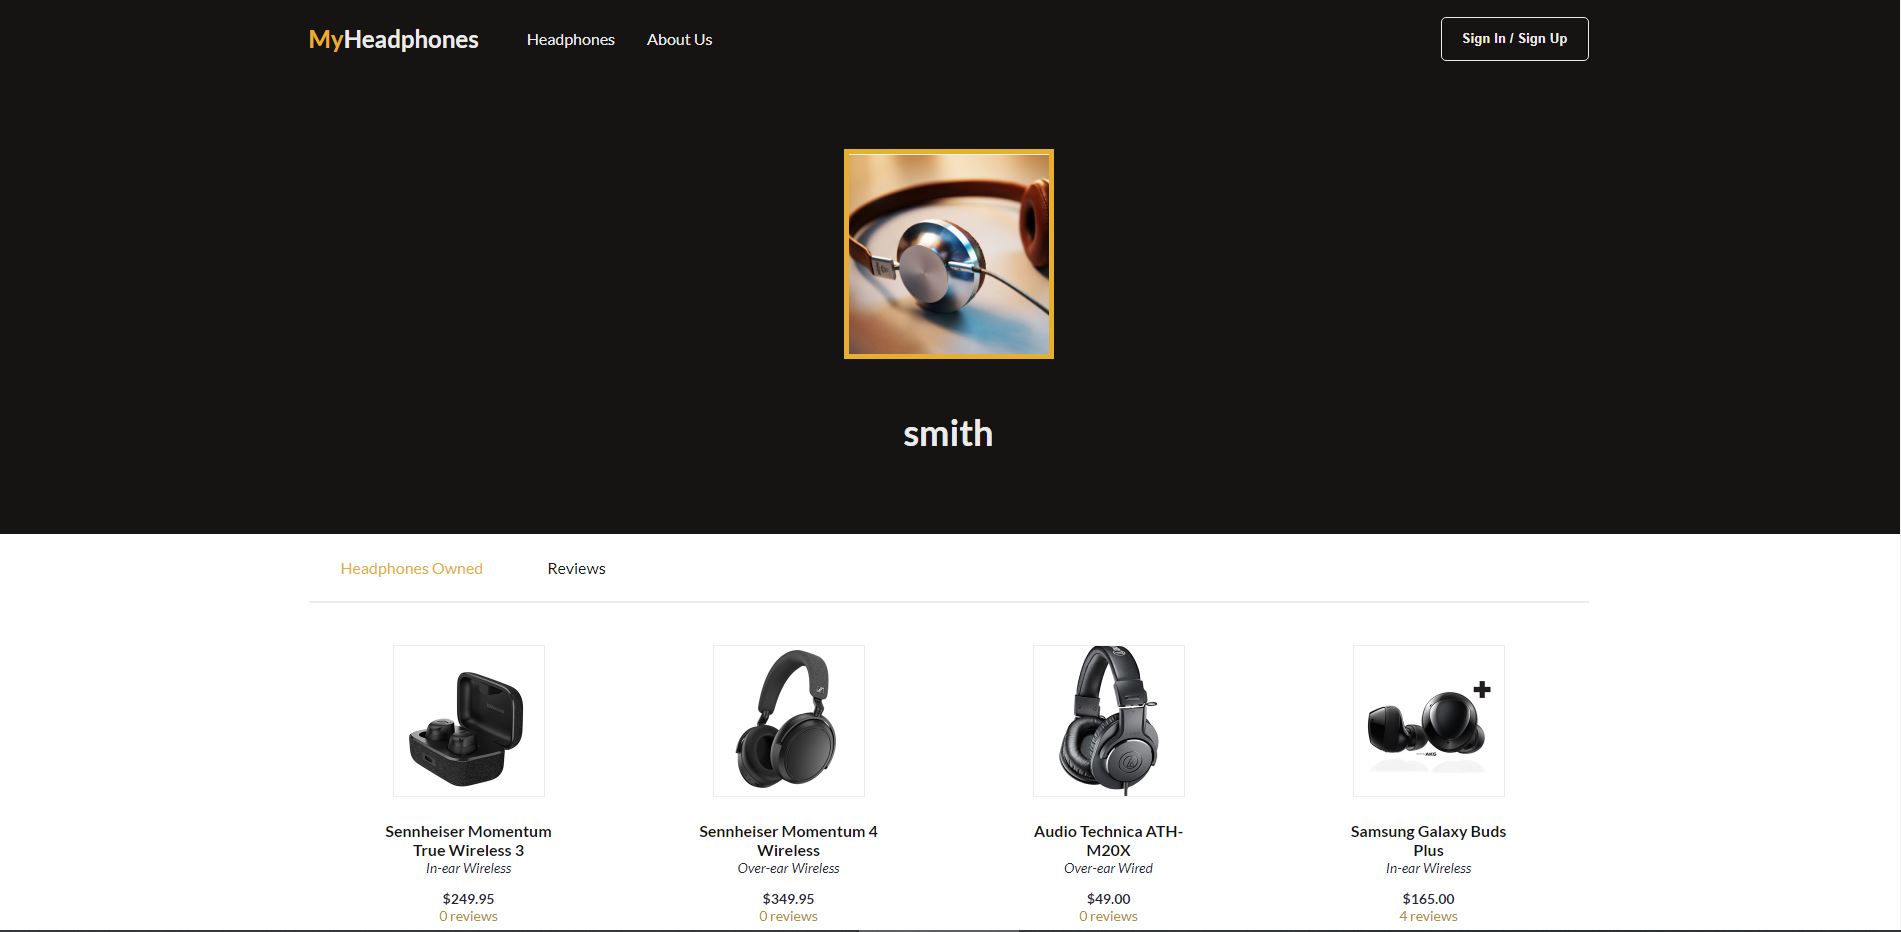 MyHeadphones
Headphones
About Us
Sign In / Sign Up
smith
Headphones Owned
Reviews
Sennheiser Momentum
True Wireless 3
In-ear Wireless
$249.95
0 reviews
Sennheiser Momentum 4
Wireless
Over-ear Wireless
$349.95
0 reviews
Audio Technica ATH-
M20X
Over-ear Wired
$49.00
0 reviews
AKG
Samsung Galaxy Buds
Plus
In-ear Wireless
$165.00
4 reviews